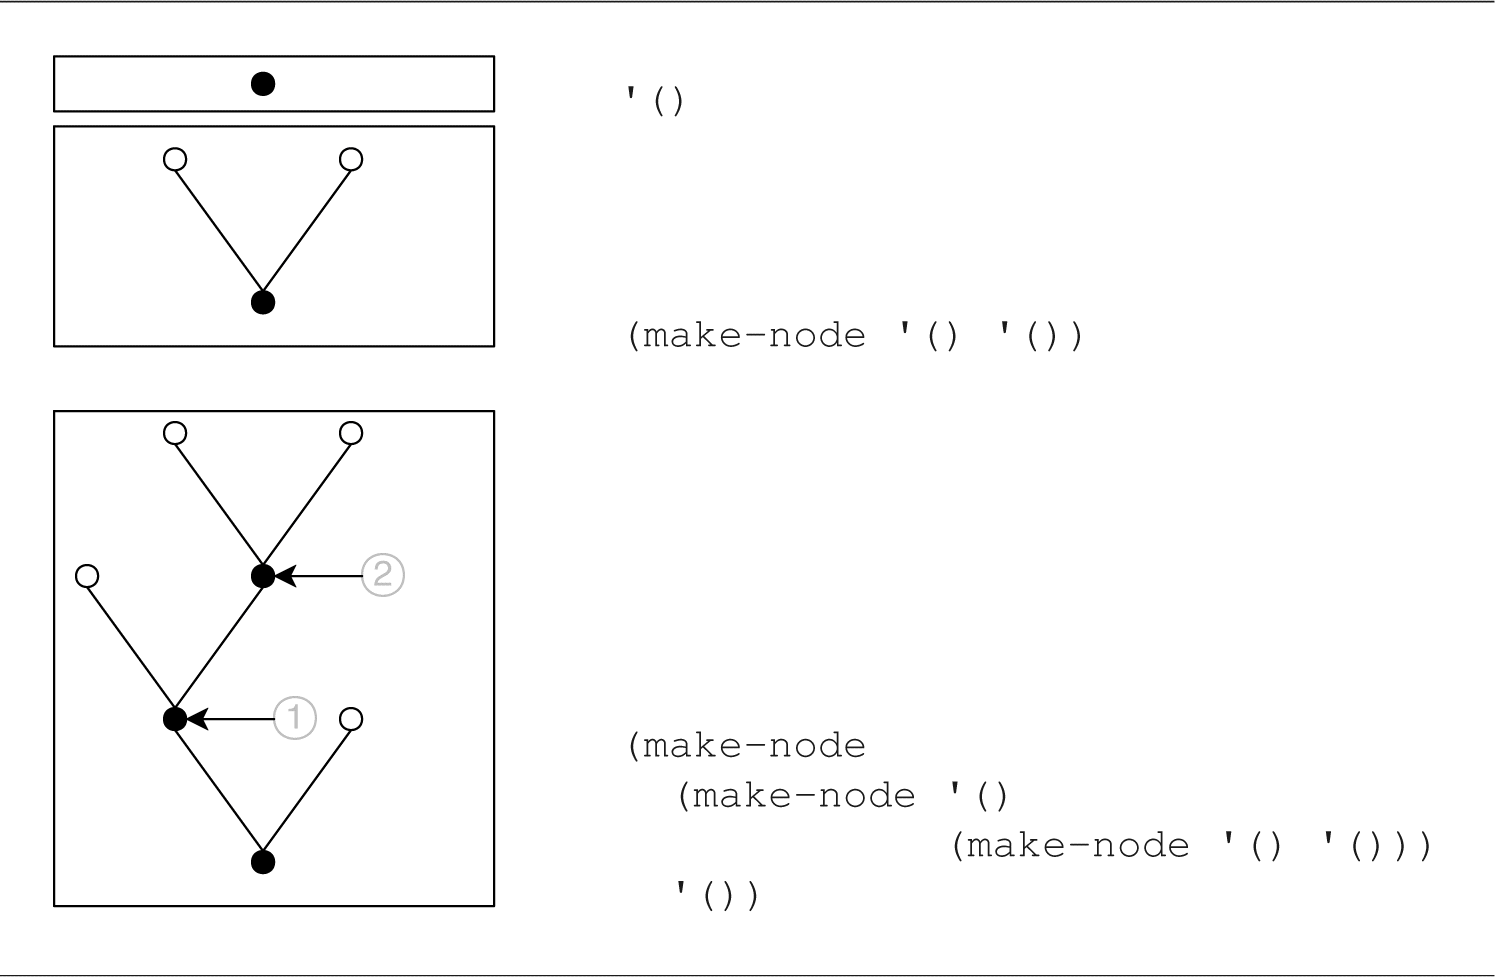 '()
(make-node '() '())
②
①
(make-node
(make-node '()
(make-node '() '()))
'())